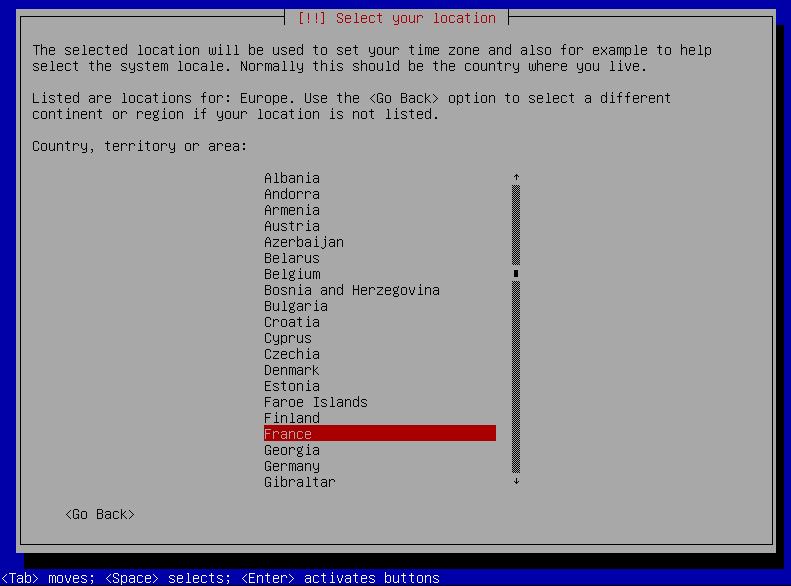 [!!] Select your location
The selected location will be used to set your time zone and also for example to help
select the system locale. Normally this should be the country where you live.
Listed are locations for: Europe. Use the <Go Back> option to select a different
continent or region if your location is not listed.
Country, territory or area:
Albania
Andorra
Armenia
Austria
Azerbaijan
Belarus
Belgium
Bosnia and Herzegovina
Bulgaria
Croatia
Cyprus
Czechia
Denmark
Estonia
Faroe Islands
Finland
France
Georgia
Germany
Gibraltar
<Go Back>
<Tab> moves; <Space> selects; <Enter> activates buttons